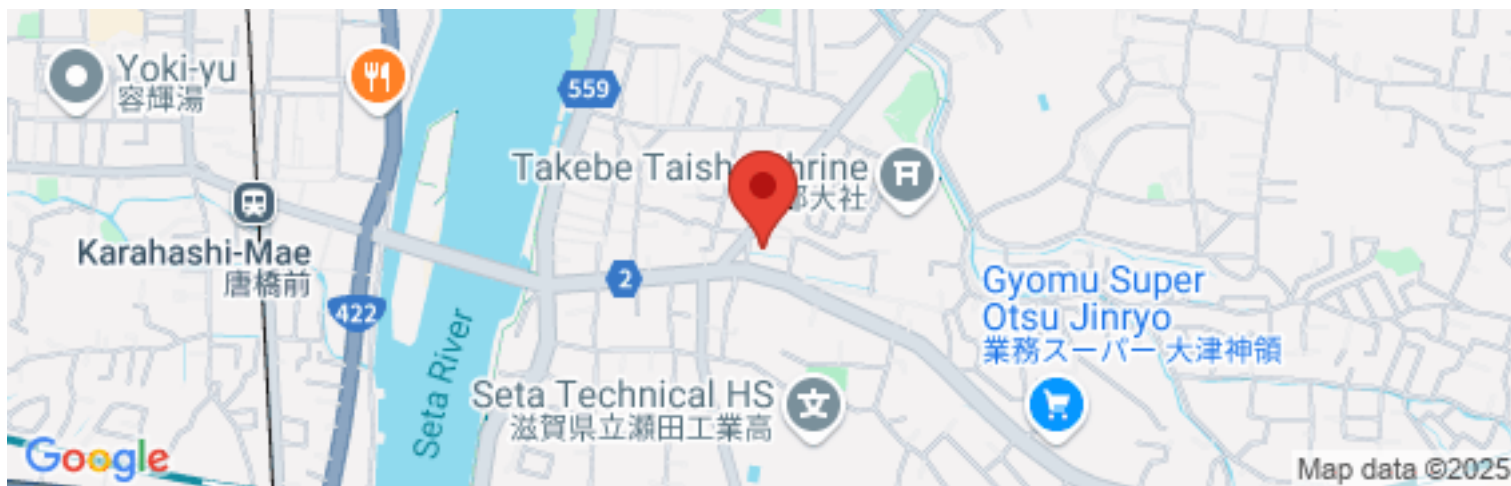 Yoki-yu
容輝湯
559
Takebe Taisha Shrine
部大社
Karahashi-Mae
唐橋前
2
422
Gyomu Super
Otsu Jinryo
業務スーパー 大津神領
Seta River
Seta Technical HS
滋賀県立瀬田工業高
Google
Map data ©2025